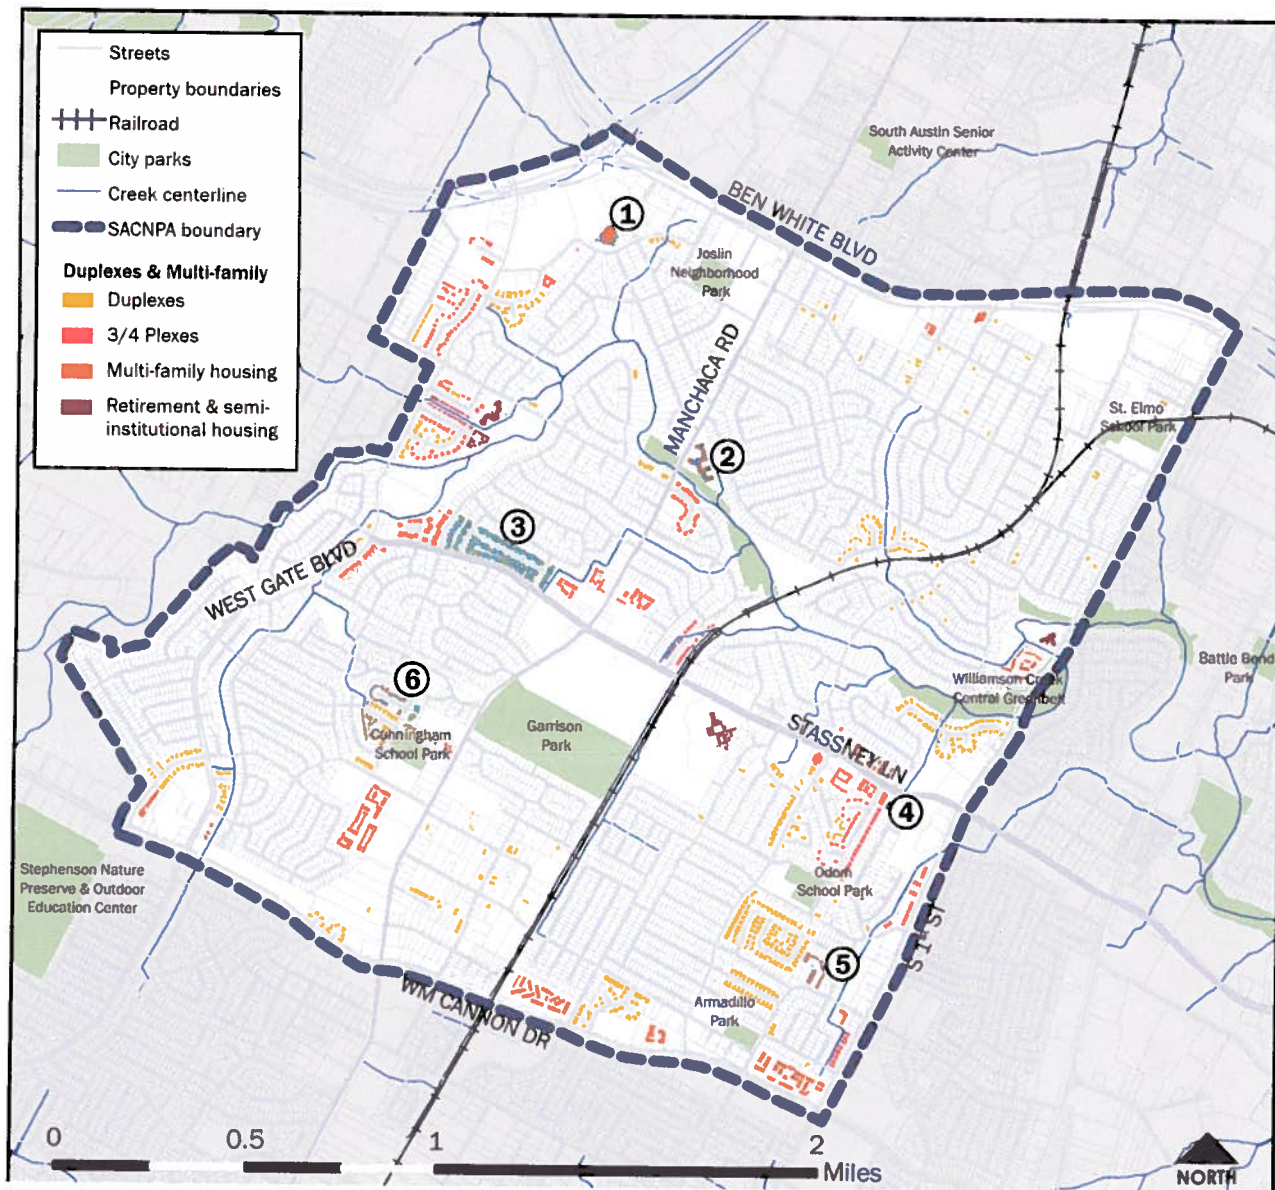 Streets
Property boundaries
Railroad
City parks
Creek centerline
SACNPA boundary
Duplexes & Multi-family
Duplexes
3/4 Plexes
Multi-family housing
Retirement & semi-
institutional housing
South Austin Senior
Activity Center
BEN WHITE BLVD
1
Joslin
Neighborhood
Park
MANCHACA RD
St. Elmo
School Park
2
3
WEST GATE BLVD
6
Cunningham
School Park
Garrison
Park
Williamson Creek
Central Greenbelt
Battle Bend
Park
STASSNEY LN
4
Odom
School Park
Stephenson Nature
Preserve & Outdoor
Education Center
S 1ST ST
5
Armadillo
Park
WM CANNON DR
0
0.5
1
2
Miles
NORTH